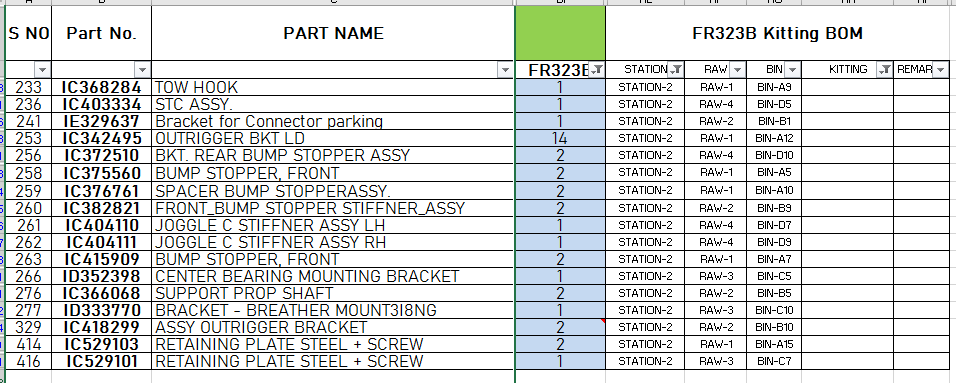 S NO Part No. PART NAME FR323B Kitting BOM
FR323B STATION RAW BIN KITTING REMAR
233 IC368284 TOW HOOK 1 STATION-2 RAW-1 BIN-A9
236 IC403334 STC ASSY. 1 STATION-2 RAW-4 BIN-D5
241 IE329637 Bracket for Connector parking 1 STATION-2 RAW-2 BIN-B1
253 IC342495 OUTRIGGER BKT LD 14 STATION-2 RAW-1 BIN-A12
256 IC372510 BKT. REAR BUMP STOPPER ASSY 2 STATION-2 RAW-4 BIN-D10
258 IC375560 BUMP STOPPER, FRONT 2 STATION-2 RAW-1 BIN-A5
259 IC376761 SPACER BUMP STOPPERASSY. 2 STATION-2 RAW-1 BIN-A10
260 IC382821 FRONT_BUMP STOPPER STIFFNER_ASSY 2 STATION-2 RAW-2 BIN-B9
261 IC404110 JOGGLE C STIFFNER ASSY LH 1 STATION-2 RAW-4 BIN-D7
262 IC404111 JOGGLE C STIFFNER ASSY RH 1 STATION-2 RAW-4 BIN-D9
263 IC415909 BUMP STOPPER, FRONT 2 STATION-2 RAW-1 BIN-A7
266 ID352398 CENTER BEARING MOUNTING BRACKET 1 STATION-2 RAW-3 BIN-C5
276 IC366068 SUPPORT PROP SHAFT 2 STATION-2 RAW-2 BIN-B5
277 ID333770 BRACKET - BREATHER MOUNT3I8NG 1 STATION-2 RAW-3 BIN-C10
329 IC418299 ASSY OUTRIGGER BRACKET 2 STATION-2 RAW-2 BIN-B10
414 IC529103 RETAINING PLATE STEEL + SCREW 2 STATION-2 RAW-1 BIN-A15
416 IC529101 RETAINING PLATE STEEL + SCREW 1 STATION-2 RAW-3 BIN-C7